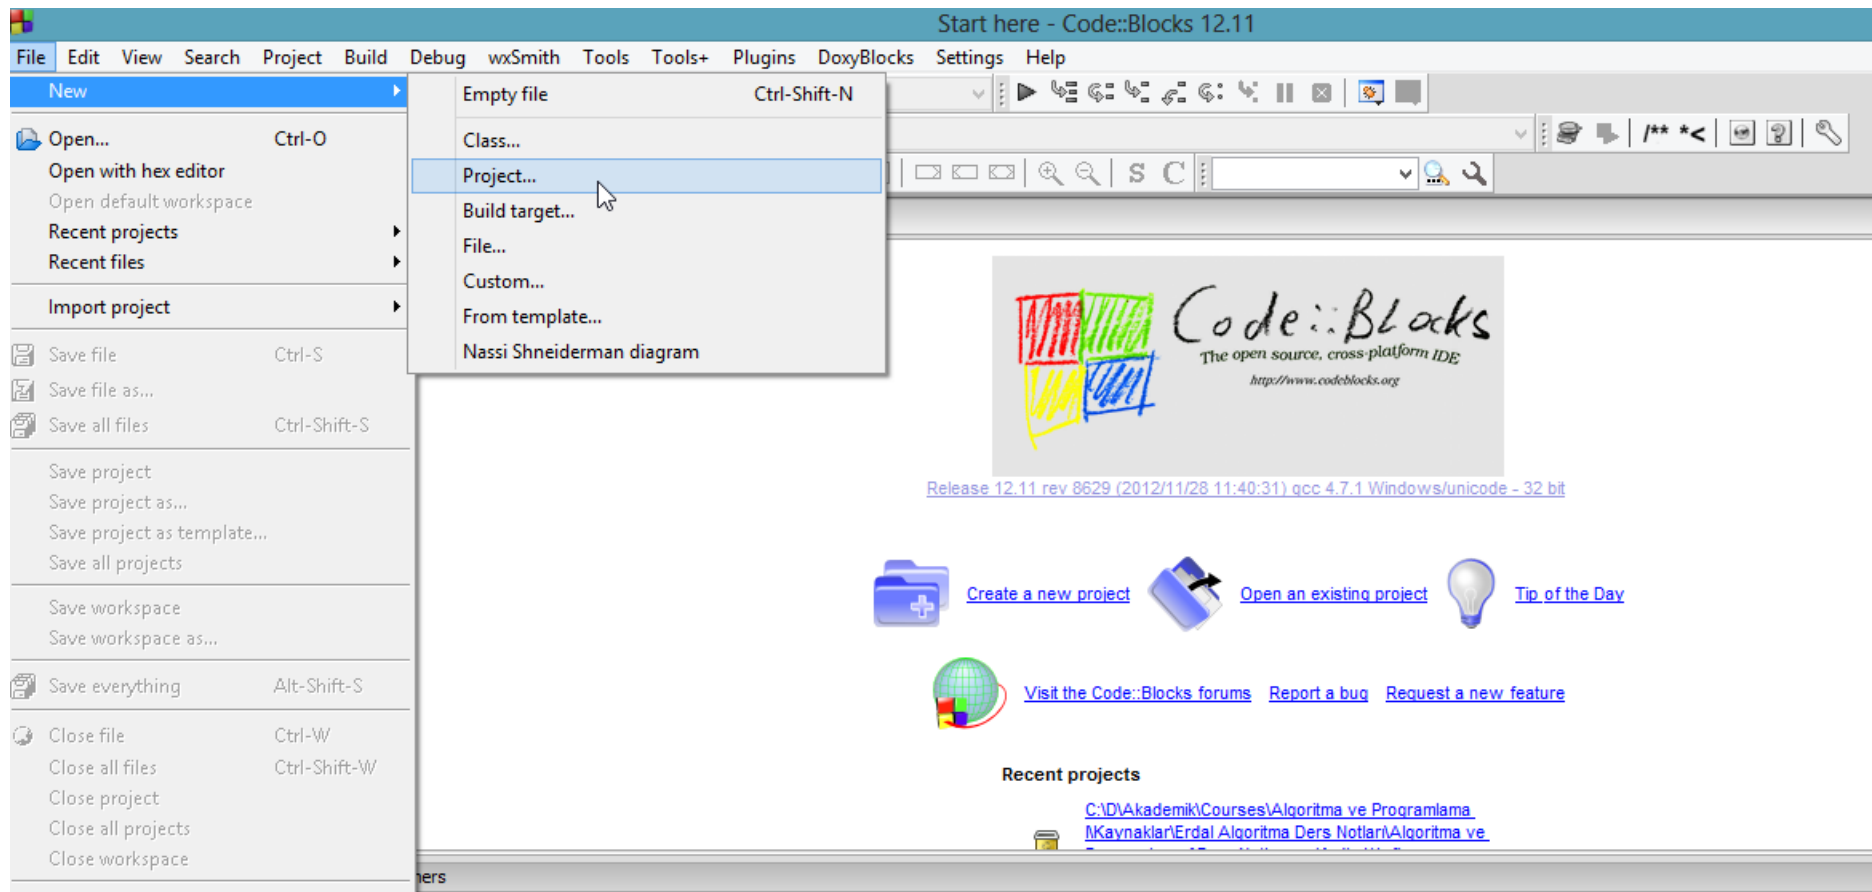 Start here - Code::Blocks 12.11
File Edit View Search Project Build Debug wxSmith Tools Tools+ Plugins DoxyBlocks Settings Help
New
Open... Ctrl-O
Open with hex editor
Open default workspace
Recent projects
Recent files
Import project
Save file Ctrl-S
Save file as...
Save all files Ctrl-Shift-S
Save project
Save project as...
Save project as template...
Save all projects
Save workspace
Save workspace as...
Save everything Alt-Shift-S
Close file Ctrl-W
Close all files Ctrl-Shift-W
Close project
Close all projects
Close workspace
Empty file Ctrl-Shift-N
Class...
Project...
Build target...
File...
Custom...
From template...
Nassi Shneiderman diagram
/** *<
S C
Code::Blocks
The open source, cross-platform IDE
http://www.codeblocks.org
Release 12.11 rev 8629 (2012/11/28 11:40:31) gcc 4.7.1 Windows/unicode - 32 bit
Create a new project Open an existing project Tip of the Day
Visit the Code::Blocks forums Report a bug Request a new feature
Recent projects
C:\D\Akademik\Courses\Algoritma ve Programlama
I\Kaynaklar\Erdal Algoritma Ders Notları\Algoritma ve